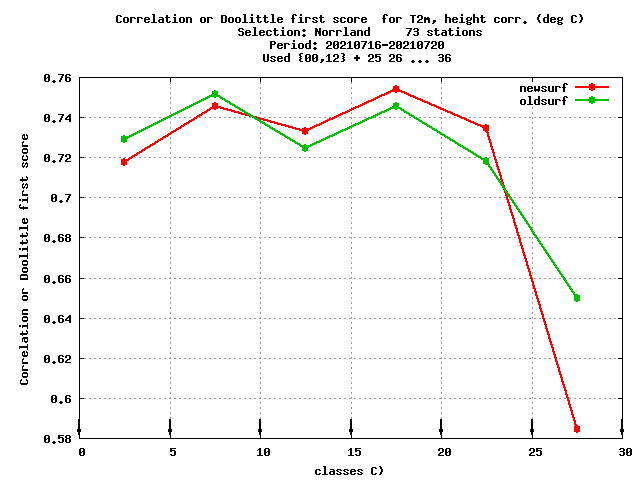 Correlation or Doolittle first score  for T2m, height corr. (deg C)
Selection: Norrland     73 stations
Period: 20210716-20210720
Used {00,12} + 25 26 ... 36
newsurf
oldsurf
Correlation or Doolittle first score
0.76
0.74
0.72
0.7
0.68
0.66
0.64
0.62
0.6
0.58
0 5 10 15 20 25 30
classes C)